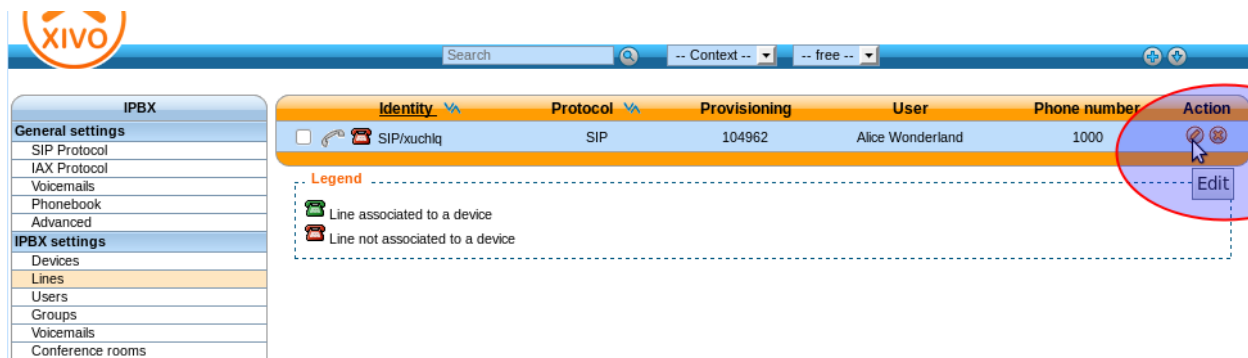 XIVO
Search -- Context -- -- free --
IPBX
General settings
SIP Protocol
IAX Protocol
Voicemails
Phonebook
Advanced
IPBX settings
Devices
Lines
Users
Groups
Voicemails
Conference rooms
Identity Protocol Provisioning User Phone number Action
SIP/xuchlq SIP 104962 Alice Wonderland 1000
Edit
Legend
Line associated to a device
Line not associated to a device